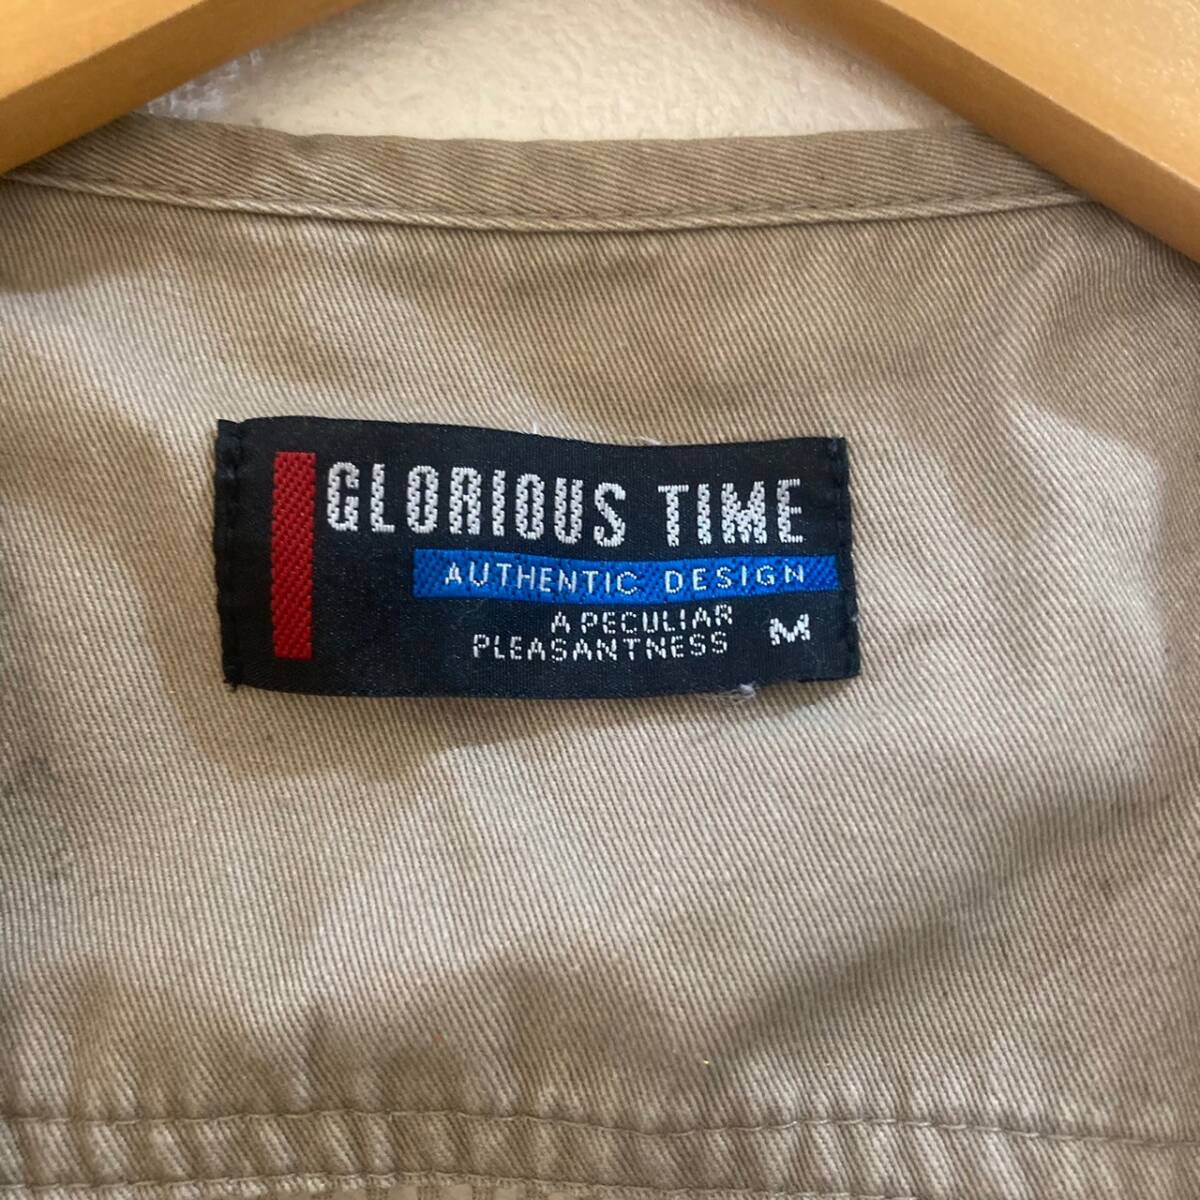 GLORIOUS TIME
AUTHENTIC DESIGN
A PECULIAR
PLEASANTNESS
M